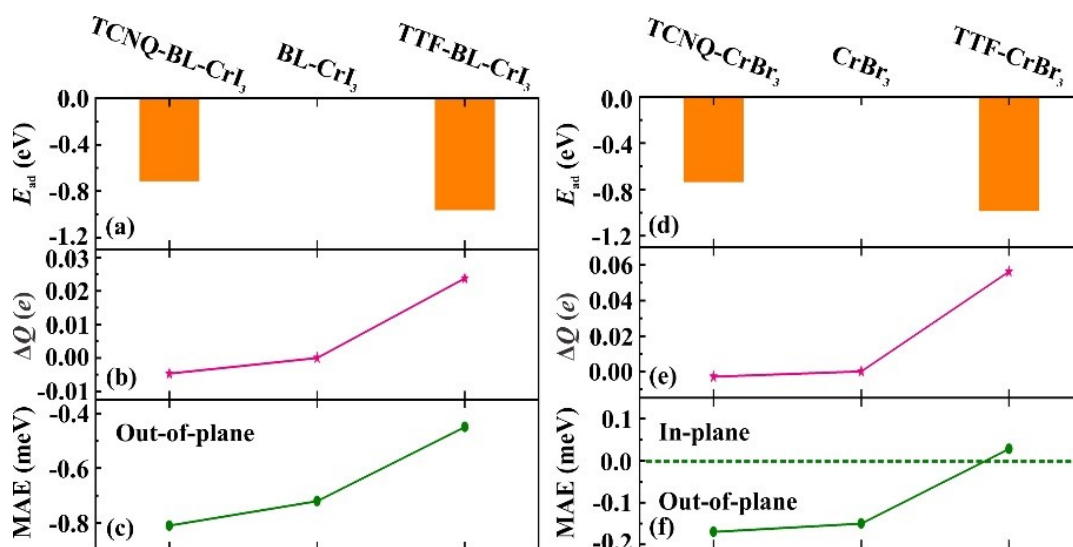 TCNQ-BL-CrI₃
BL-CrI₃
TTF-BL-CrI₃
0.0
-0.4
-0.8
-1.2
E_ad (eV)
(a)
0.03
0.02
0.01
0.00
-0.01
ΔQ (e)
(b)
-0.4
-0.6
-0.8
MAE (meV)
Out-of-plane
(c)
TCNQ-CrBr₃
CrBr₃
TTF-CrBr₃
0.0
-0.4
-0.8
-1.2
E_ad (eV)
(d)
0.06
0.04
0.02
0.00
ΔQ (e)
(e)
0.1
0.0
-0.1
-0.2
MAE (meV)
In-plane
Out-of-plane
(f)